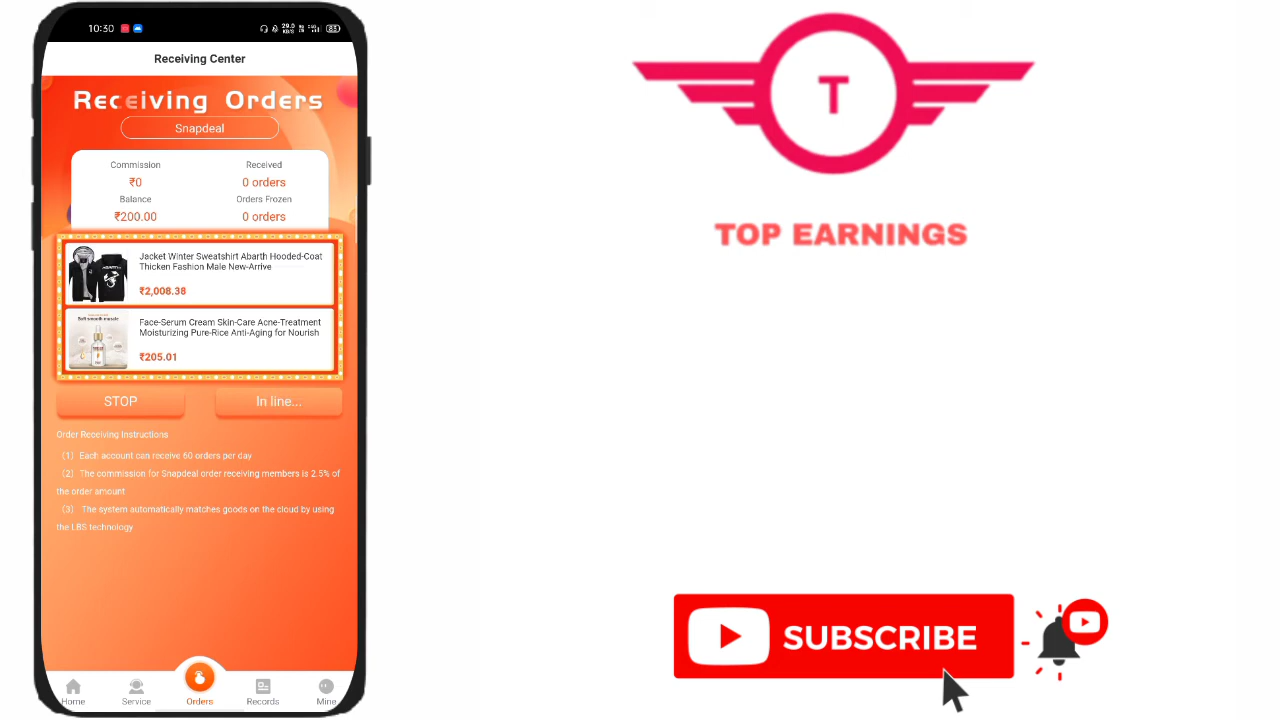 10:30
29.0
KB/S
83
Receiving Center
Receiving Orders
Snapdeal
Commission
Received
₹0
0 orders
Balance
Orders Frozen
₹200.00
0 orders
Jacket Winter Sweatshirt Abarth Hooded-Coat
Thicken Fashion Male New-Arrive
₹2,008.38
Face-Serum Cream Skin-Care Acne-Treatment
Moisturizing Pure-Rice Anti-Aging for Nourish
₹205.01
STOP
In line...
Order Receiving Instructions
(1) Each account can receive 60 orders per day
(2) The commission for Snapdeal order receiving members is 2.5% of
the order amount
(3) The system automatically matches goods on the cloud by using
the LBS technology
Home
Service
Orders
Records
Mine
T
TOP EARNINGS
SUBSCRIBE